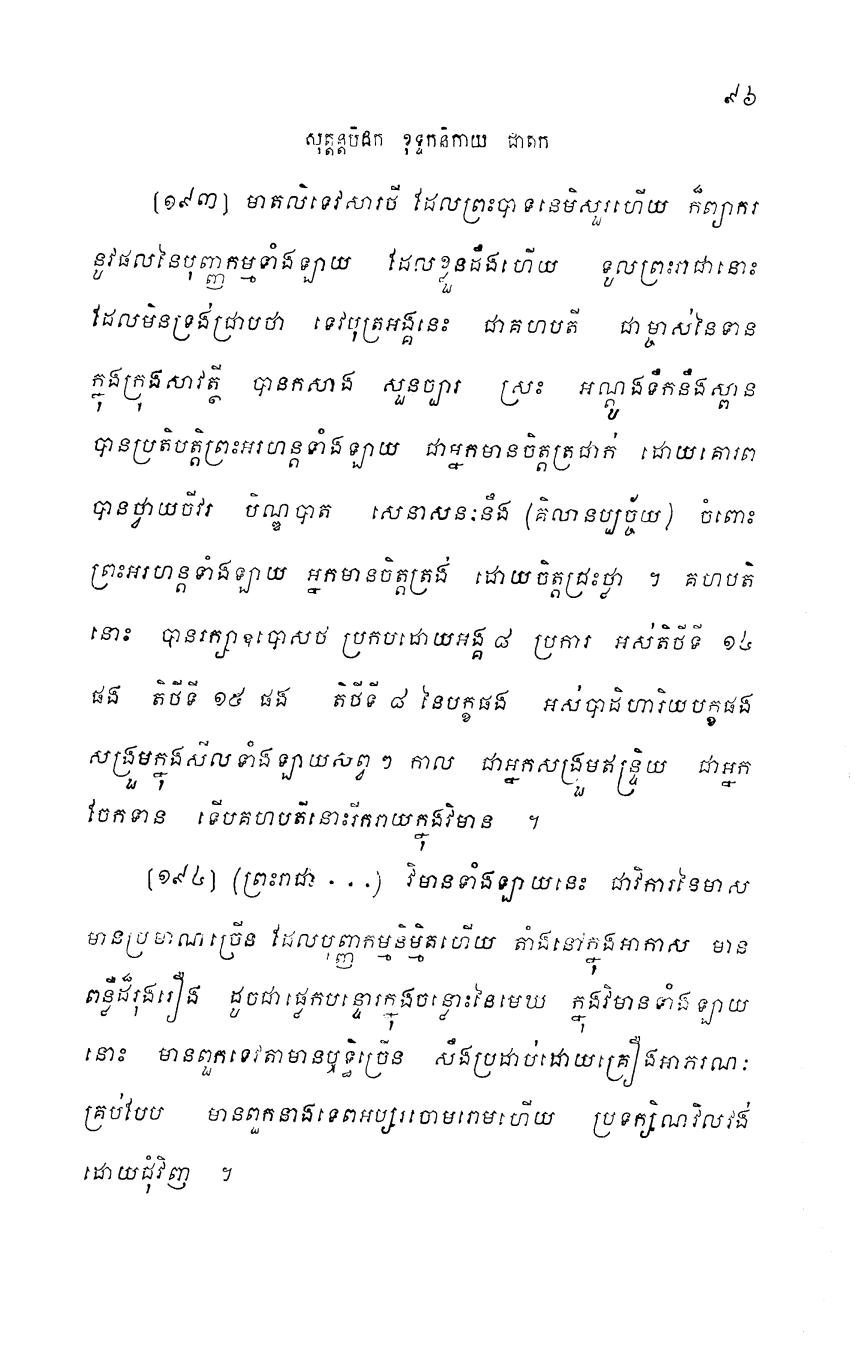 ៩៦
សុត្តន្តបិដក ខុទ្ទកនិកាយ ជាតក
[១៩៣] មាតលិទេវសារថី ដែលព្រះបាទនេមិសួរហើយ ក៏ព្យាករ
នូវផលនៃបុញ្ញកម្មទាំងឡាយ ដែលខ្លួនដឹងហើយ ទូលព្រះរាជានោះ
ដែលមិនទ្រង់ជ្រាបថា ទេវបុត្រអង្គនេះ ជាគហបតី ជាម្ចាស់នៃទាន
ក្នុងក្រុងសាវត្ថី បានកសាង សួនច្បារ ស្រះ អណ្តូងទឹកនឹងស្ពាន
បានប្រតិបត្តិព្រះអរហន្តទាំងឡាយ ជាអ្នកមានចិត្តត្រជាក់ ដោយគោរព
បានថ្វាយចីវរ បិណ្ឌបាត សេនាសនៈនឹង (គិលានប្បច្ច័យ) ចំពោះ
ព្រះអរហន្តទាំងឡាយ អ្នកមានចិត្តត្រង់ ដោយចិត្តជ្រះថ្លា ។ គហបតិ
នោះ បានរក្សាឧបោសថ ប្រកបដោយអង្គ ៨ ប្រការ អស់តិថីទី ១៤
ផង តិថីទី ១៥ ផង តិថីទី ៨ នៃបក្ខផង អស់បាដិហារិយបក្ខផង
សង្រួមក្នុងសីលទាំងឡាយសព្វ ៗ កាល ជាអ្នកសង្រួមឥន្ទ្រិយ ជាអ្នក
ចែកទាន ទើបគហបតីនោះរីករាយក្នុងវិមាន ។
[១៩៤] (ព្រះរាជា . . .) វិមានទាំងឡាយនេះ ជាវិការនៃមាស
មានប្រមាណច្រើន ដែលបុញ្ញកម្មនិម្មិតហើយ តាំងនៅក្នុងអាកាស មាន
ពន្លឺដ៏រុងរឿង ដូចជាផ្លេកបន្ទោរក្នុងចន្លោះនៃមេឃ ក្នុងវិមានទាំងឡាយ
នោះ មានពួកទេវតាមានឫទ្ធិច្រើន សឹងប្រដាប់ដោយគ្រឿងអាភរណៈ
គ្រប់បែប មានពួកនាងទេពអប្សរចោមរោមហើយ ប្រទក្សិណវិលវង់
ដោយជុំវិញ ។